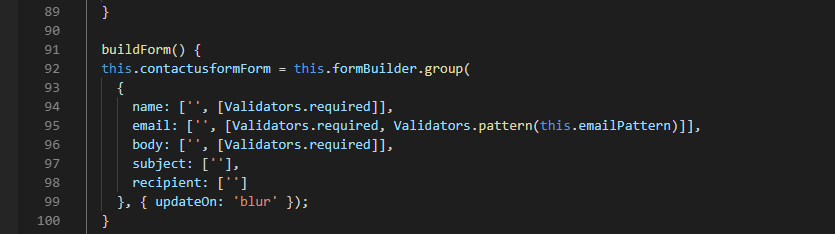 89 }
90
91 buildForm() {
92 this.contactusformForm = this.formBuilder.group(
93 {
94 name: ['', [Validators.required]],
95 email: ['', [Validators.required, Validators.pattern(this.emailPattern)]],
96 body: ['', [Validators.required]],
97 subject: [''],
98 recipient: ['']
99 }, { updateOn: 'blur' });
100 }